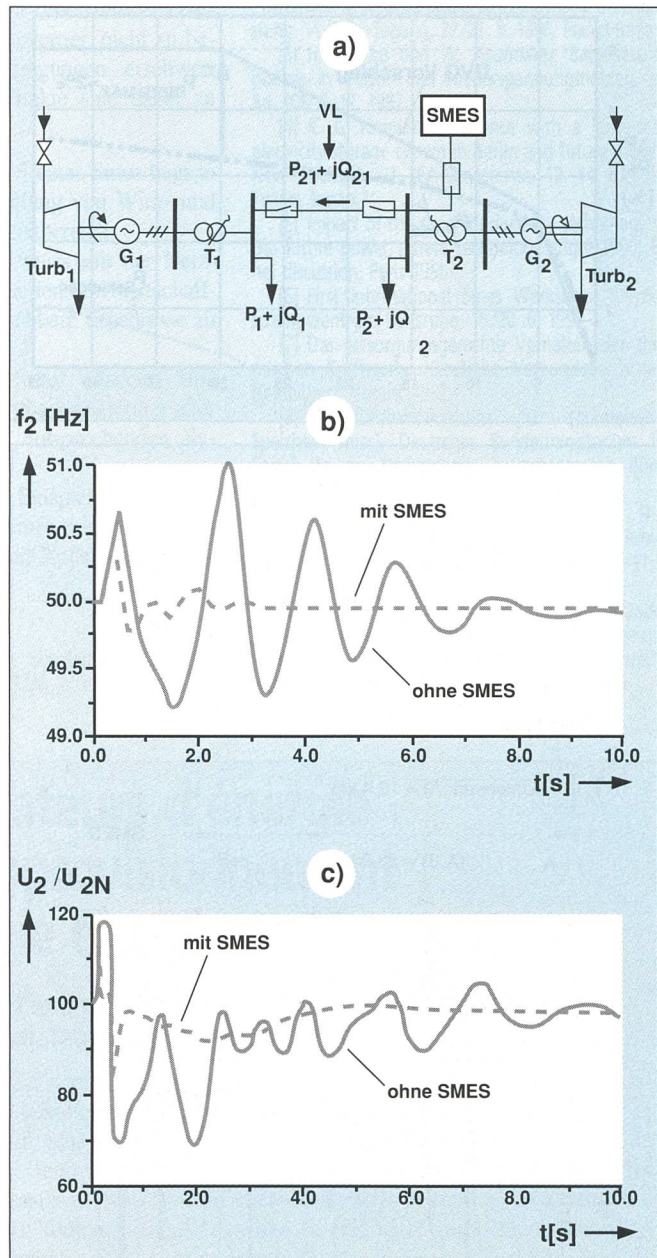 a)
SMES
VL
P21+ jQ21
Turb1
G1
T1
T2
G2
Turb2
P1+ jQ1
P2+ jQ
2
b)
f2 [Hz]
51.0
50.5
mit SMES
50.0
49.5
ohne SMES
49.0
0.0 2.0 4.0 6.0 8.0 10.0
t[s]
c)
U2 /U2N
120
mit SMES
100
80
ohne SMES
60
0.0 2.0 4.0 6.0 8.0 10.0
t[s]